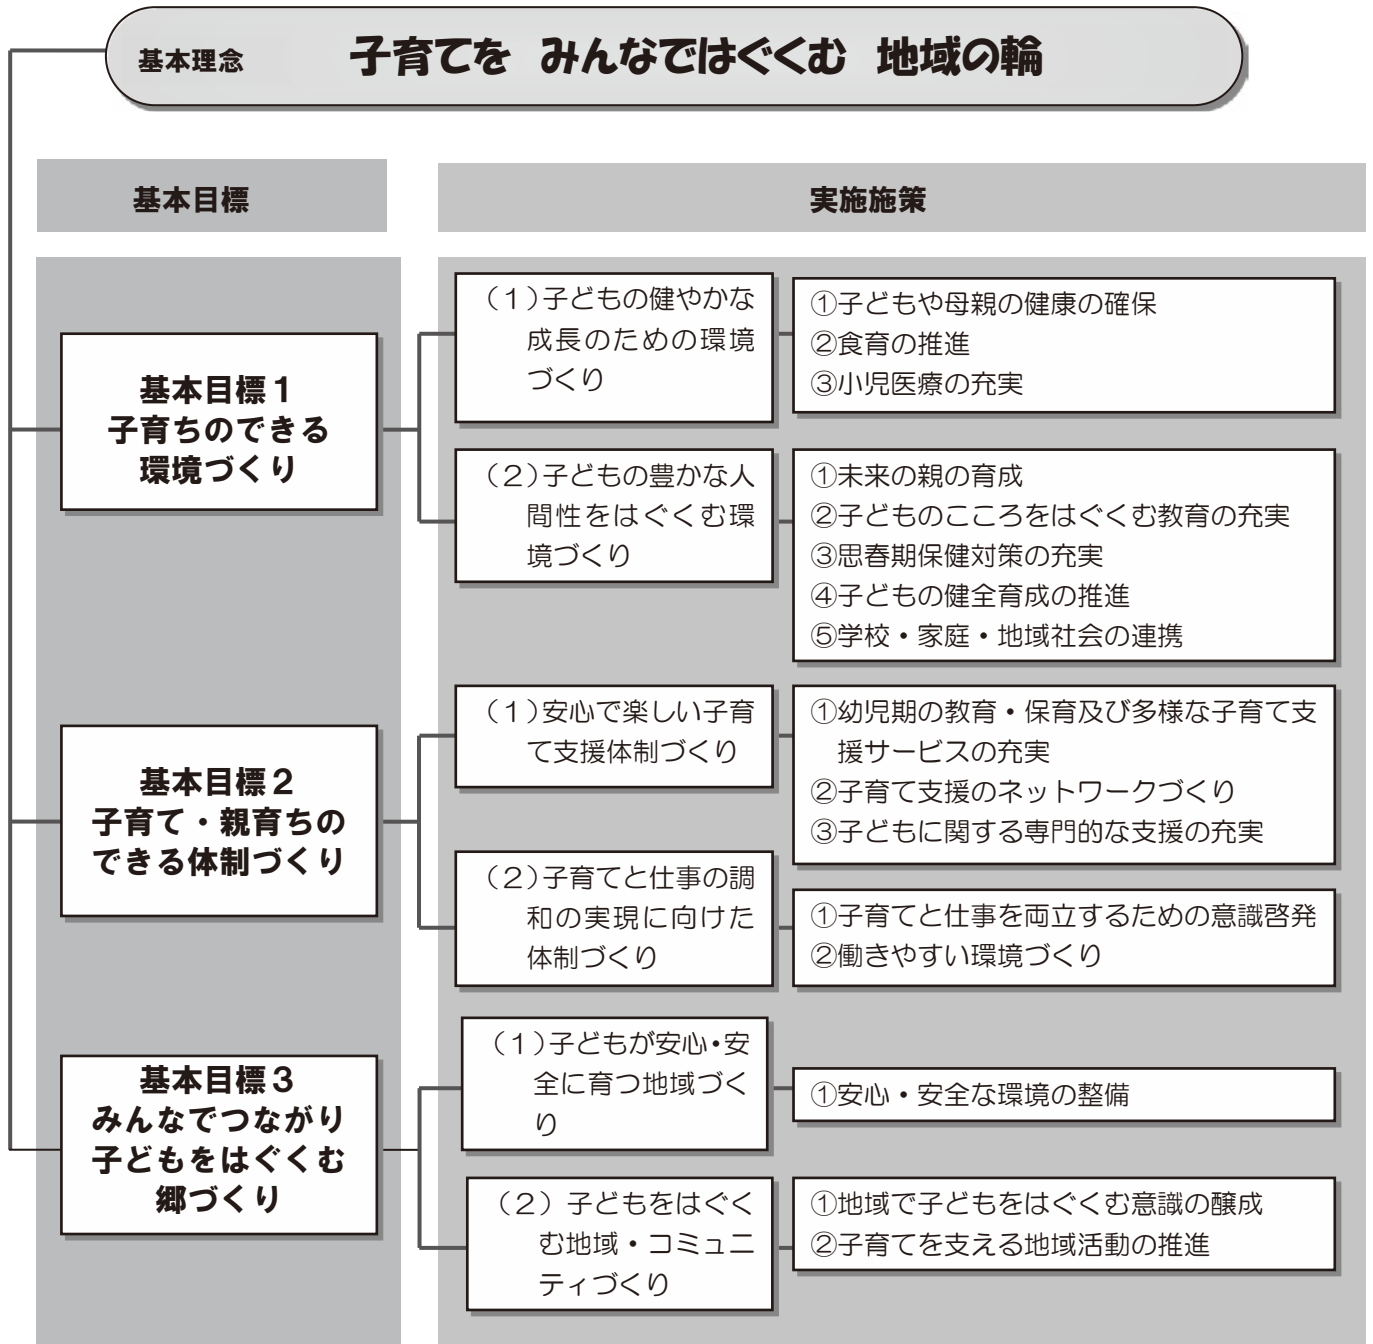 基本理念 子育てを みんなではぐくむ 地域の輪
基本目標
実施施策
基本目標１
子育ちのできる
環境づくり
（１）子どもの健やかな
成長のための環境
づくり
①子どもや母親の健康の確保
②食育の推進
③小児医療の充実
（２）子どもの豊かな人
間性をはぐくむ環
境づくり
①未来の親の育成
②子どものこころをはぐくむ教育の充実
③思春期保健対策の充実
④子どもの健全育成の推進
⑤学校・家庭・地域社会の連携
基本目標２
子育て・親育ちの
できる体制づくり
（１）安心で楽しい子育
て支援体制づくり
①幼児期の教育・保育及び多様な子育て支
援サービスの充実
②子育て支援のネットワークづくり
③子どもに関する専門的な支援の充実
（２）子育てと仕事の調
和の実現に向けた
体制づくり
①子育てと仕事を両立するための意識啓発
②働きやすい環境づくり
基本目標３
みんなでつながり
子どもをはぐくむ
郷づくり
（１）子どもが安心・安
全に育つ地域づく
り
①安心・安全な環境の整備
（２）子どもをはぐく
む地域・コミュニ
ティづくり
①地域で子どもをはぐくむ意識の醸成
②子育てを支える地域活動の推進